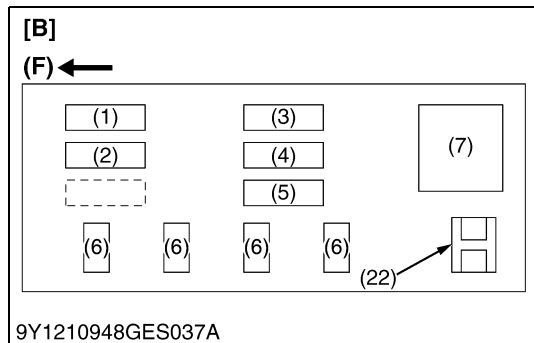 [B]
(F)
(1) (3)
(2) (4) (7)
(5)
(6) (6) (6) (6)
(22)
9Y1210948GES037A